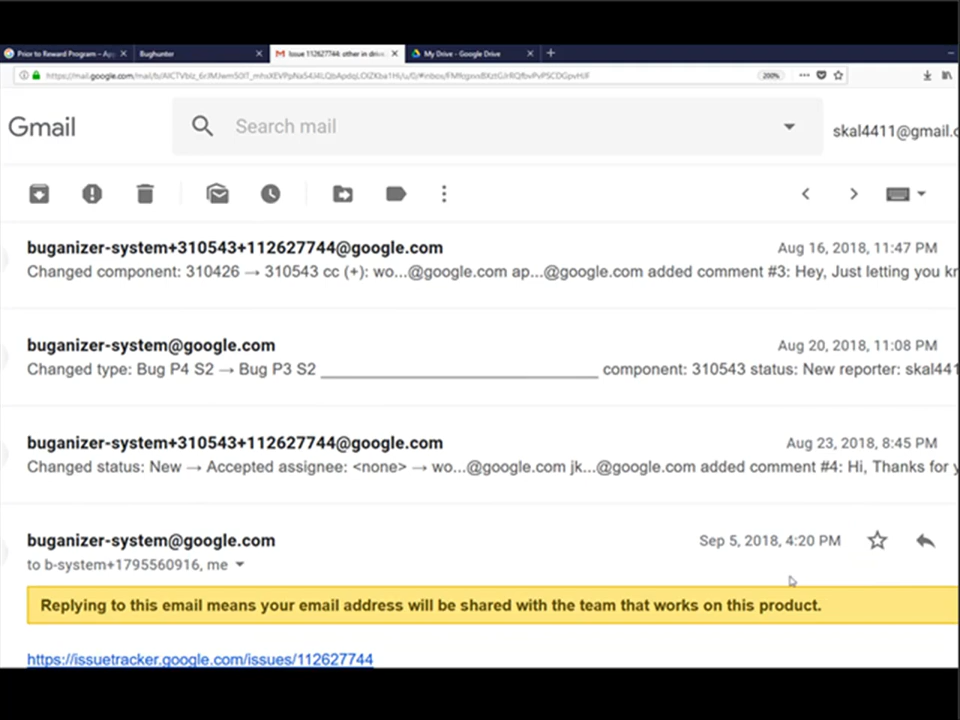 Prior to Reward Program – Ap
Bughunter
Issue 112627744: other in drive.
My Drive - Google Drive
200%
Gmail
Search mail
skal4411@gmail.c
buganizer-system+310543+112627744@google.com
Aug 16, 2018, 11:47 PM
Changed component: 310426 → 310543 cc (+): wo...@google.com ap...@google.com added comment #3: Hey, Just letting you kn
buganizer-system@google.com
Aug 20, 2018, 11:08 PM
Changed type: Bug P4 S2 → Bug P3 S2 ______________________________ component: 310543 status: New reporter: skal441
buganizer-system+310543+112627744@google.com
Aug 23, 2018, 8:45 PM
Changed status: New → Accepted assignee: <none> → wo...@google.com jk...@google.com added comment #4: Hi, Thanks for y
buganizer-system@google.com
Sep 5, 2018, 4:20 PM
to b-system+1795560916, me
Replying to this email means your email address will be shared with the team that works on this product.
https://issuetracker.google.com/issues/112627744